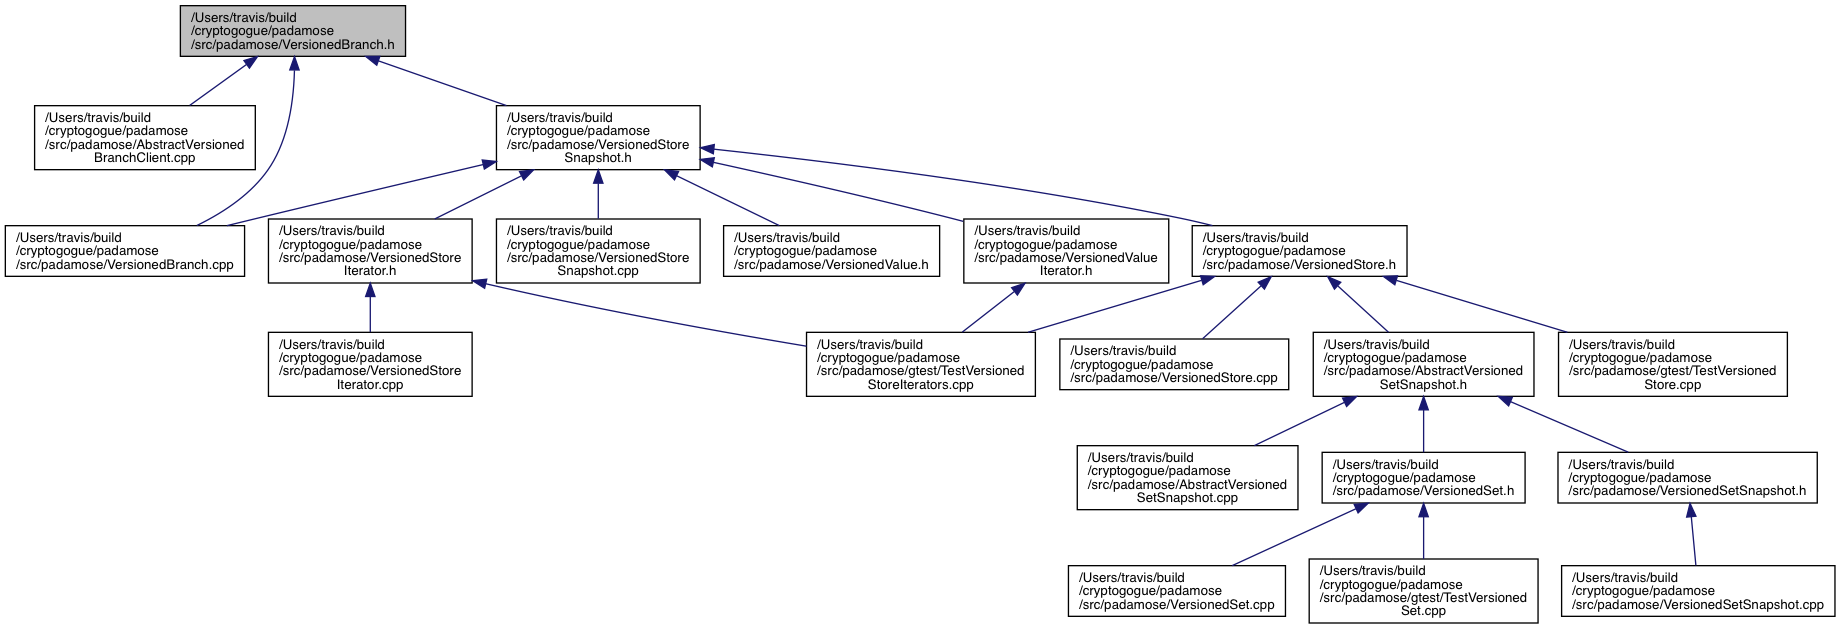 /Users/travis/build
/cryptogogue/padamose
/src/padamose/VersionedBranch.h
/Users/travis/build
/cryptogogue/padamose
/src/padamose/AbstractVersioned
BranchClient.cpp
/Users/travis/build
/cryptogogue/padamose
/src/padamose/VersionedStore
Snapshot.h
/Users/travis/build
/cryptogogue/padamose
/src/padamose/VersionedBranch.cpp
/Users/travis/build
/cryptogogue/padamose
/src/padamose/VersionedStore
Iterator.h
/Users/travis/build
/cryptogogue/padamose
/src/padamose/VersionedStore
Snapshot.cpp
/Users/travis/build
/cryptogogue/padamose
/src/padamose/VersionedValue.h
/Users/travis/build
/cryptogogue/padamose
/src/padamose/VersionedValue
Iterator.h
/Users/travis/build
/cryptogogue/padamose
/src/padamose/VersionedStore.h
/Users/travis/build
/cryptogogue/padamose
/src/padamose/VersionedStore
Iterator.cpp
/Users/travis/build
/cryptogogue/padamose
/src/padamose/gtest/TestVersioned
StoreIterators.cpp
/Users/travis/build
/cryptogogue/padamose
/src/padamose/VersionedStore.cpp
/Users/travis/build
/cryptogogue/padamose
/src/padamose/AbstractVersioned
SetSnapshot.h
/Users/travis/build
/cryptogogue/padamose
/src/padamose/gtest/TestVersioned
Store.cpp
/Users/travis/build
/cryptogogue/padamose
/src/padamose/AbstractVersioned
SetSnapshot.cpp
/Users/travis/build
/cryptogogue/padamose
/src/padamose/VersionedSet.h
/Users/travis/build
/cryptogogue/padamose
/src/padamose/VersionedSetSnapshot.h
/Users/travis/build
/cryptogogue/padamose
/src/padamose/VersionedSet.cpp
/Users/travis/build
/cryptogogue/padamose
/src/padamose/gtest/TestVersioned
Set.cpp
/Users/travis/build
/cryptogogue/padamose
/src/padamose/VersionedSetSnapshot.cpp